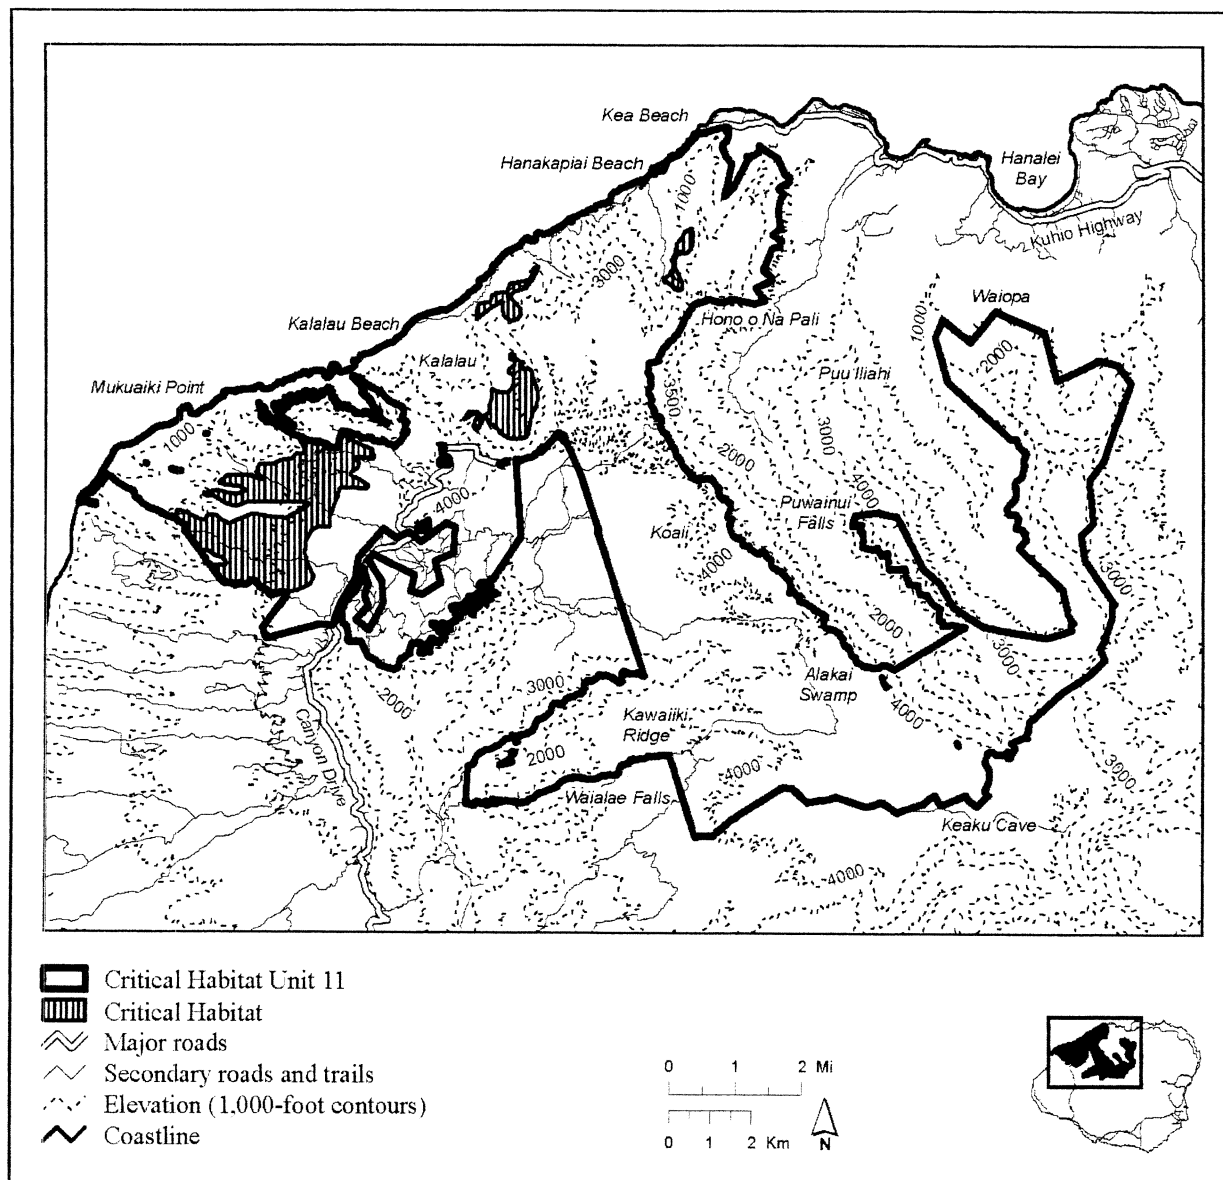 Kea Beach
Hanakapiai Beach
Hanalei
Bay
Kuhio Highway
1000
3000
Waiopa
Kalalau Beach
Hono o Na Pali
1000
2000
Kalalau
Puu Iliahi
Mukuaiki Point
3500
1000
2000
3000
4000
4000
Puwainui
Falls
Koali
4000
3000
2000
3000
Alakai
Swamp
3000
2000
4000
Kawaiiki
Ridge
Canyon Drive
2000
4000
3000
Waialae Falls
Keaku Cave
4000
Critical Habitat Unit 11
Critical Habitat
Major roads
Secondary roads and trails
Elevation (1,000-foot contours)
Coastline
0 1 2 Mi
0 1 2 Km
N